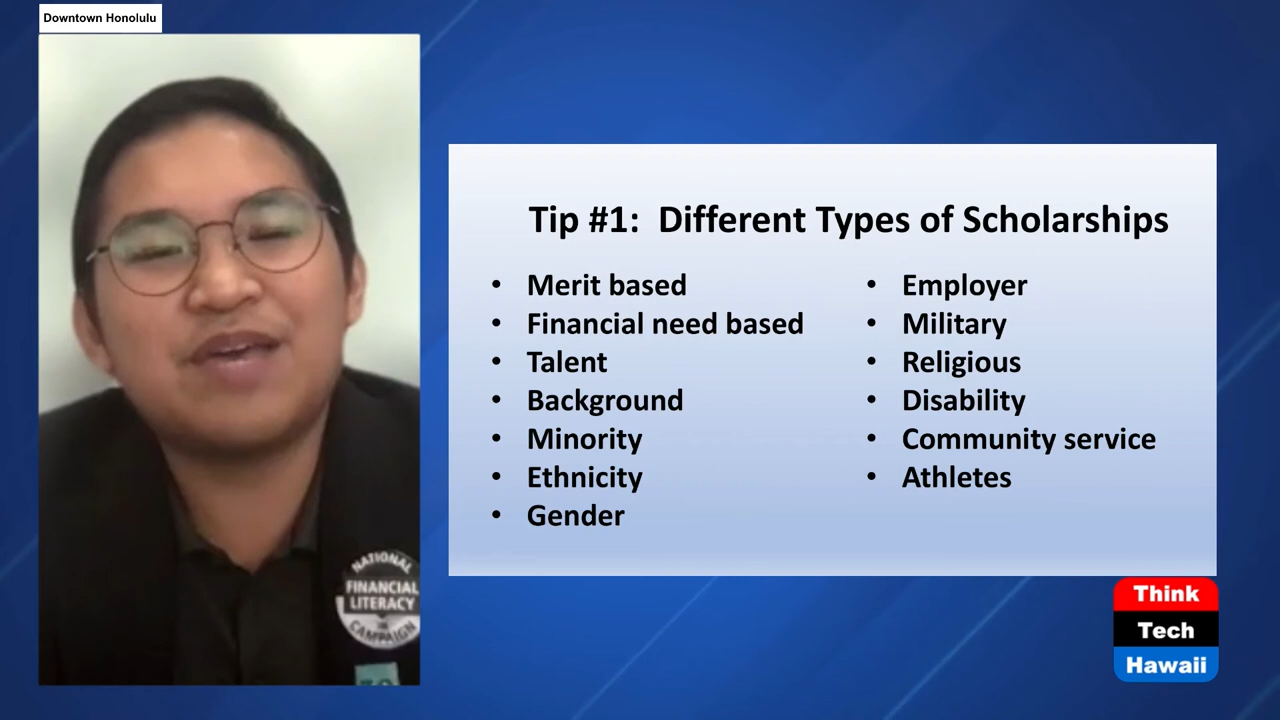 Downtown Honolulu
Tip #1: Different Types of Scholarships
• Merit based
• Financial need based
• Talent
• Background
• Minority
• Ethnicity
• Gender
• Employer
• Military
• Religious
• Disability
• Community service
• Athletes
NATIONAL
FINANCIAL
LITERACY
CAMPAIGN
Think
Tech
Hawaii